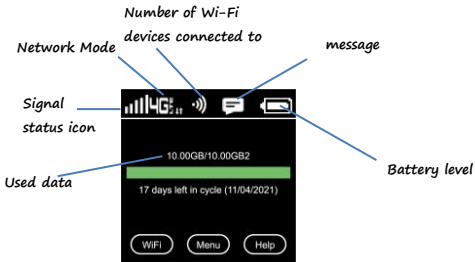 Number of Wi-Fi
devices connected to
Network Mode
message
Signal
status icon
4G
10.00GB/10.00GB2
Used data
Battery level
17 days left in cycle (11/04/2021)
WiFi
Menu
Help